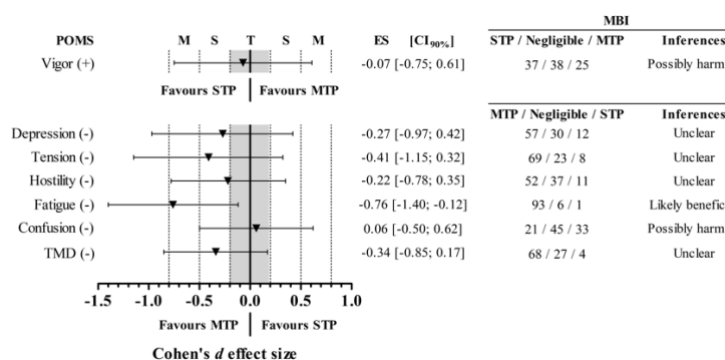 MBI
POMS M S T S M ES [CI90%] STP / Negligible / MTP Inferences
Vigor (+) -0.07 [-0.75; 0.61] 37 / 38 / 25 Possibly harm
Favours STP Favours MTP
MTP / Negligible / STP Inferences
Depression (-) -0.27 [-0.97; 0.42] 57 / 30 / 12 Unclear
Tension (-) -0.41 [-1.15; 0.32] 69 / 23 / 8 Unclear
Hostility (-) -0.22 [-0.78; 0.35] 52 / 37 / 11 Unclear
Fatigue (-) -0.76 [-1.40; -0.12] 93 / 6 / 1 Likely benefic
Confusion (-) 0.06 [-0.50; 0.62] 21 / 45 / 33 Possibly harm
TMD (-) -0.34 [-0.85; 0.17] 68 / 27 / 4 Unclear
-1.5 -1.0 -0.5 0.0 0.5 1.0
Favours MTP Favours STP
Cohen's d effect size